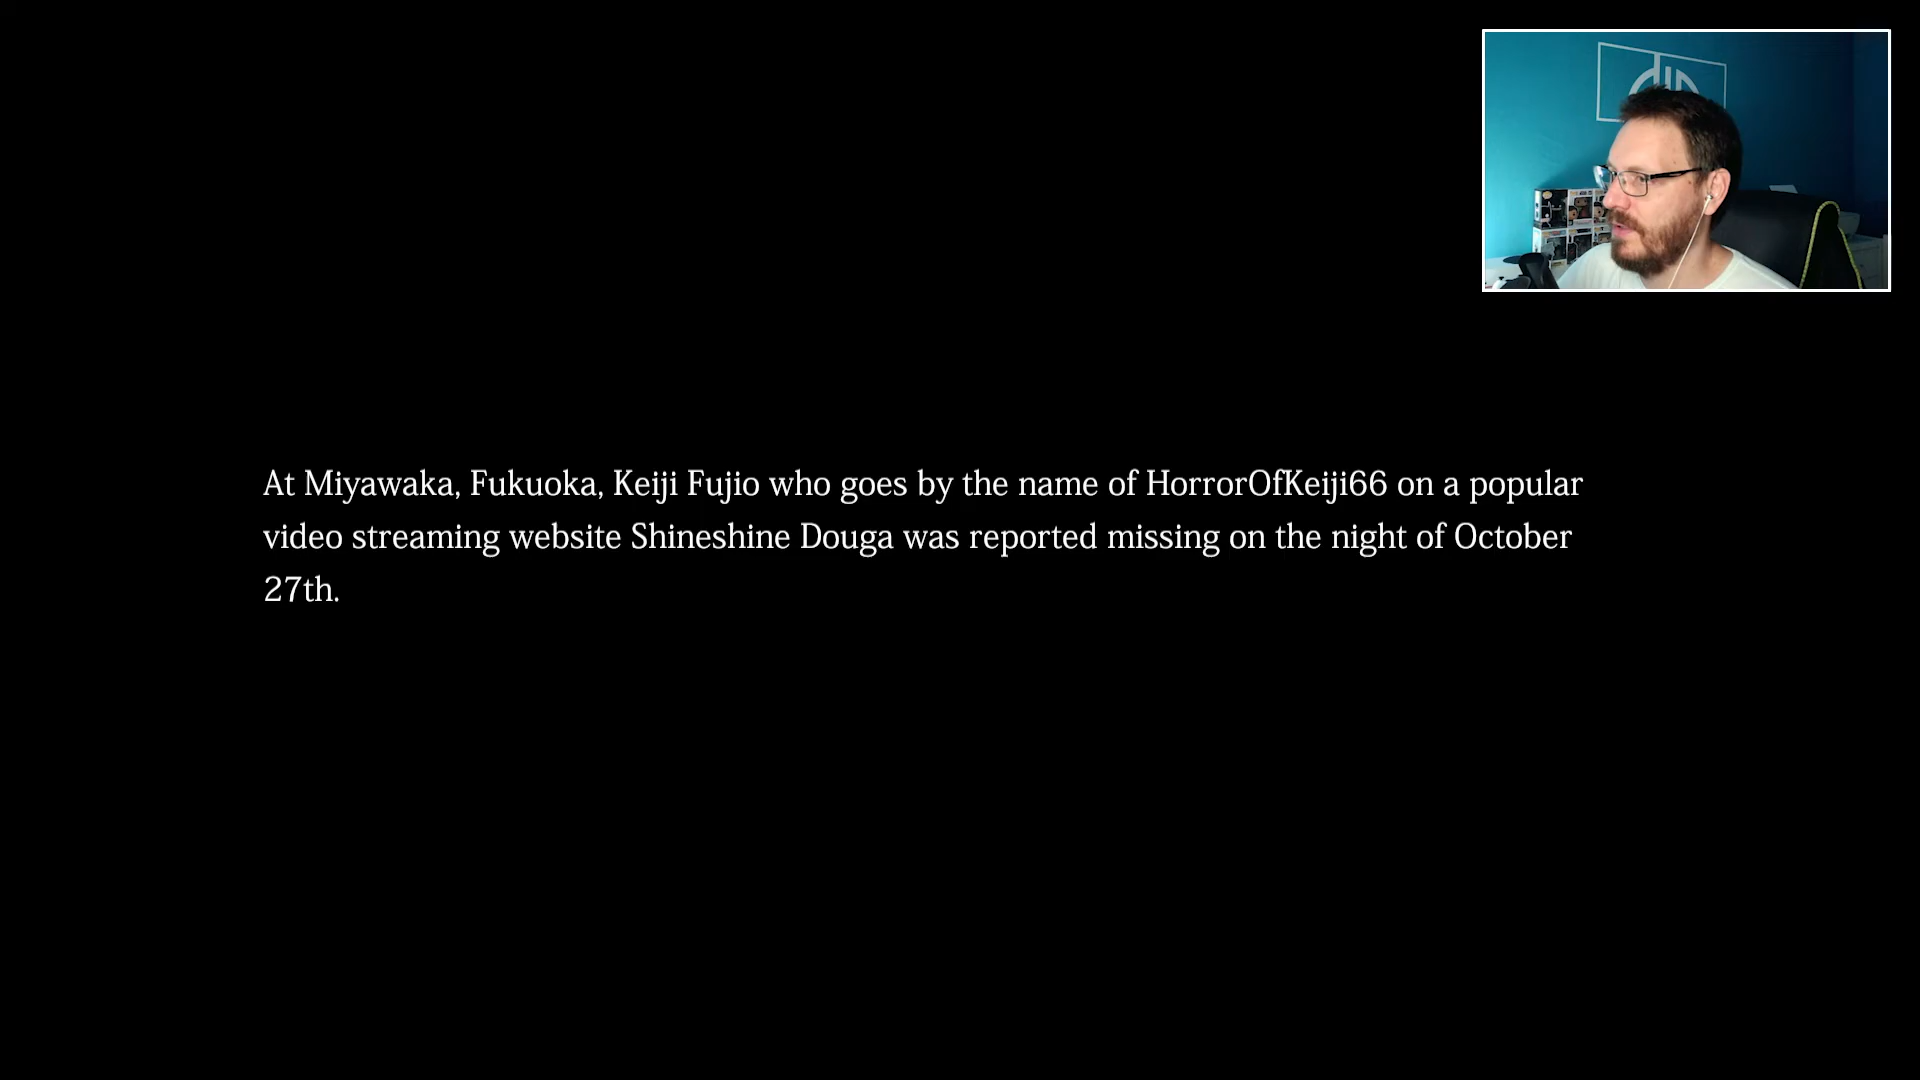 At Miyawaka, Fukuoka, Keiji Fujio who goes by the name of HorrorOfKeiji66 on a popular
video streaming website Shineshine Douga was reported missing on the night of October
27th.